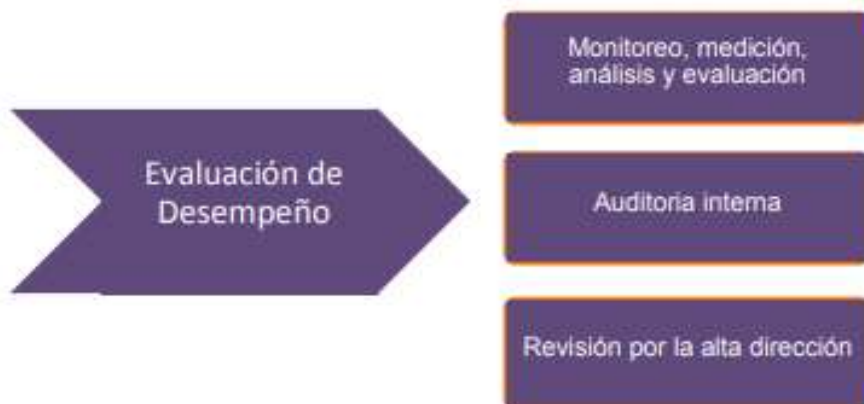 Evaluación de
Desempeño
Monitoreo, medición,
análisis y evaluación
Auditoria interna
Revisión por la alta dirección